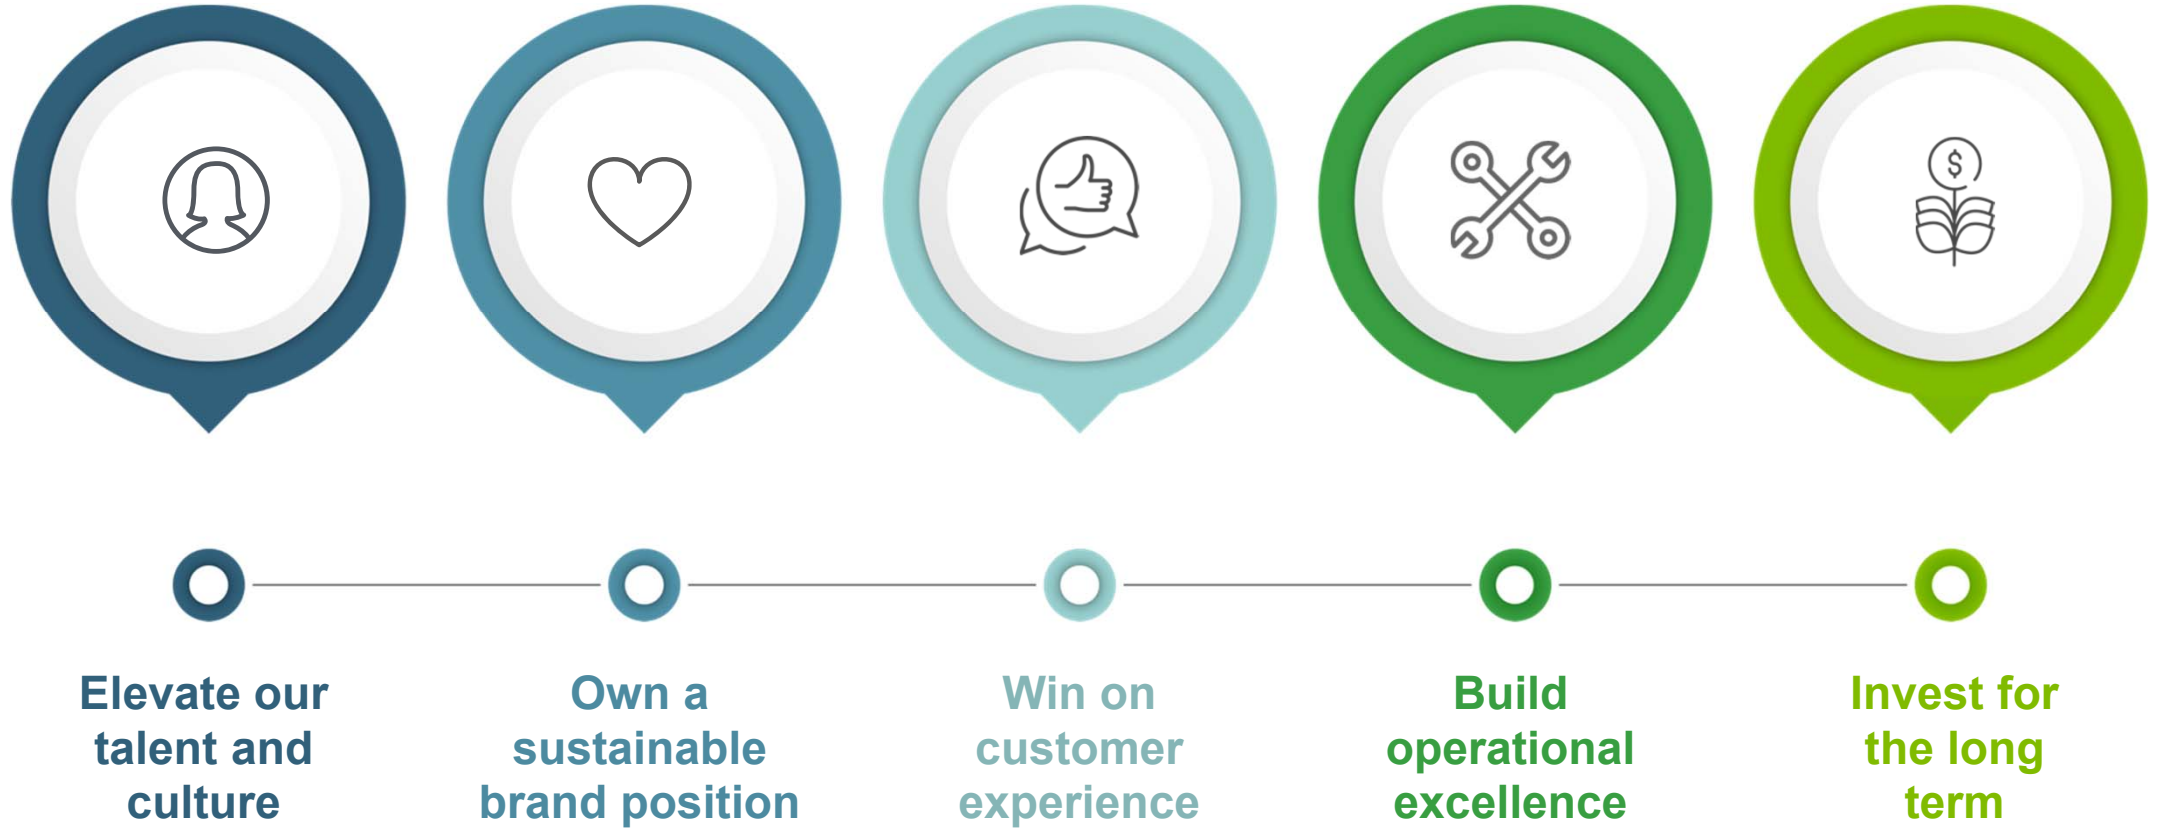 $
Elevate our
talent and
culture
Own a
sustainable
brand position
Win on
customer
experience
Build
operational
excellence
Invest for
the long
term